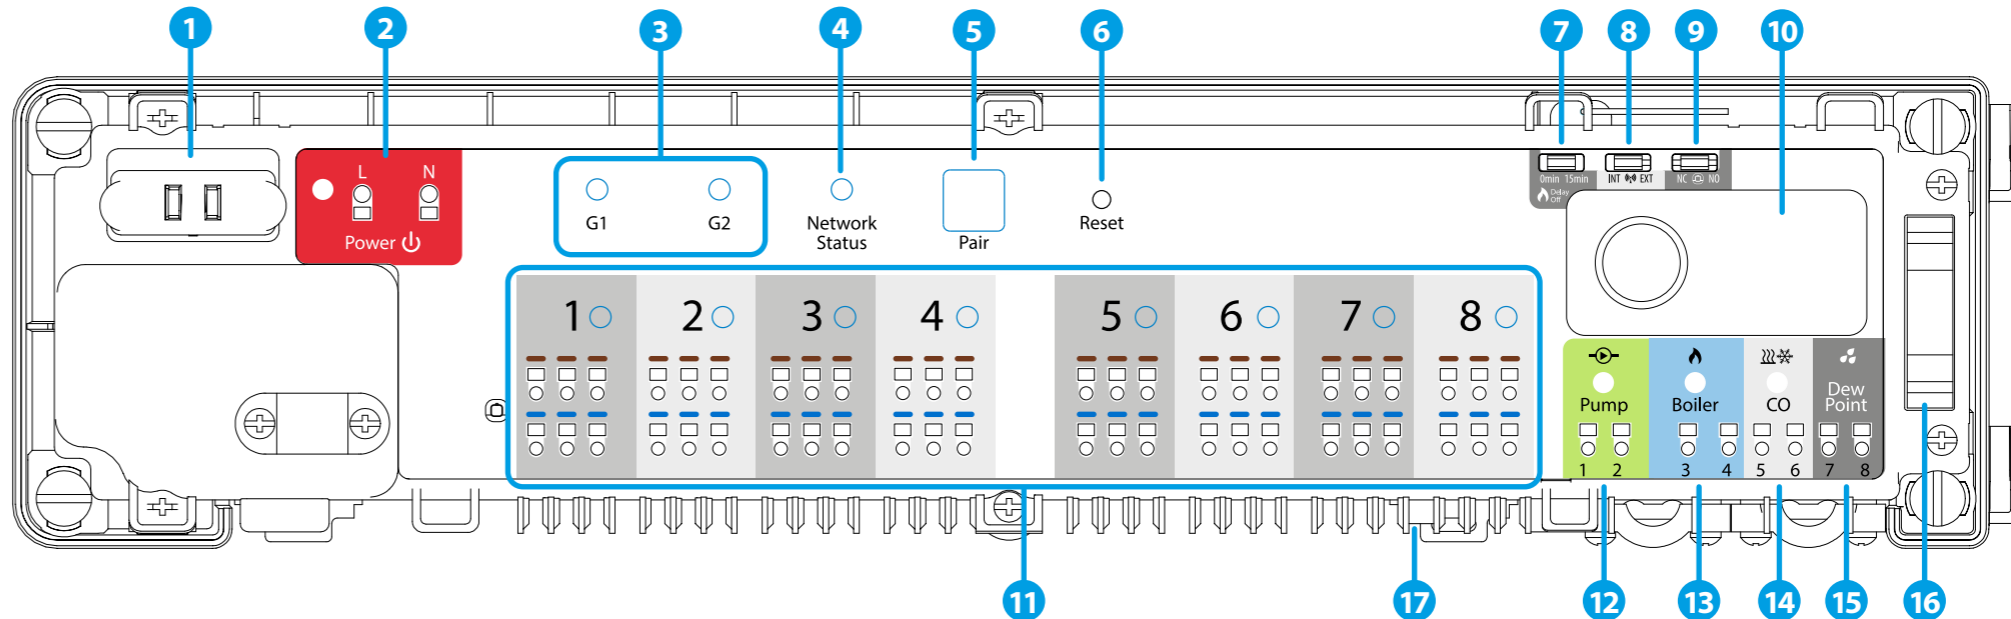 1 2 3 4 5 6 7 8 9 10
L N
Power
G1 G2
Network
Status
Pair
Reset
0min 15min
Delay
Off
INT EXT
NC NO
1 2 3 4 5 6 7 8
Pump
Boiler
CO
Dew
Point
1 2 3 4 5 6 7 8
11 17 12 13 14 15 16